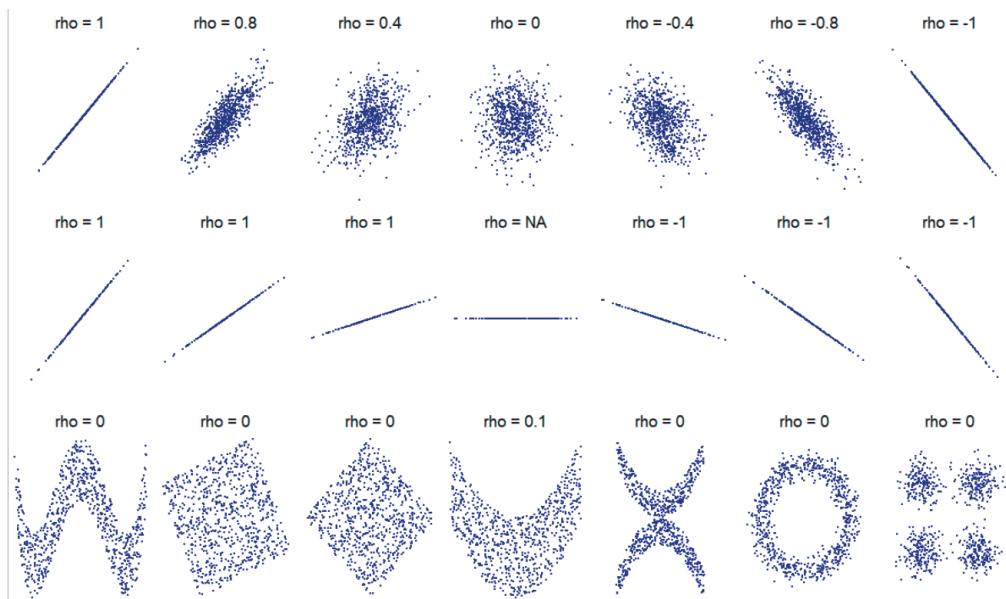 rho = 1 rho = 0.8 rho = 0.4 rho = 0 rho = -0.4 rho = -0.8 rho = -1
rho = 1 rho = 1 rho = 1 rho = NA rho = -1 rho = -1 rho = -1
rho = 0 rho = 0 rho = 0 rho = 0.1 rho = 0 rho = 0 rho = 0